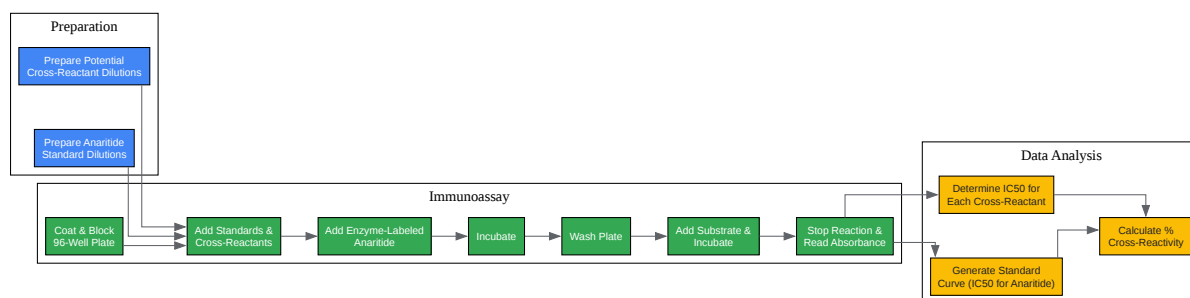 Preparation
Prepare Potential
Cross-Reactant Dilutions
Prepare Anaritide
Standard Dilutions
Immunoassay
Coat & Block
96-Well Plate
Add Standards &
Cross-Reactants
Add Enzyme-Labeled
Anaritide
Incubate
Wash Plate
Add Substrate &
Incubate
Stop Reaction &
Read Absorbance
Data Analysis
Determine IC50 for
Each Cross-Reactant
Generate Standard
Curve (IC50 for Anaritide)
Calculate %
Cross-Reactivity